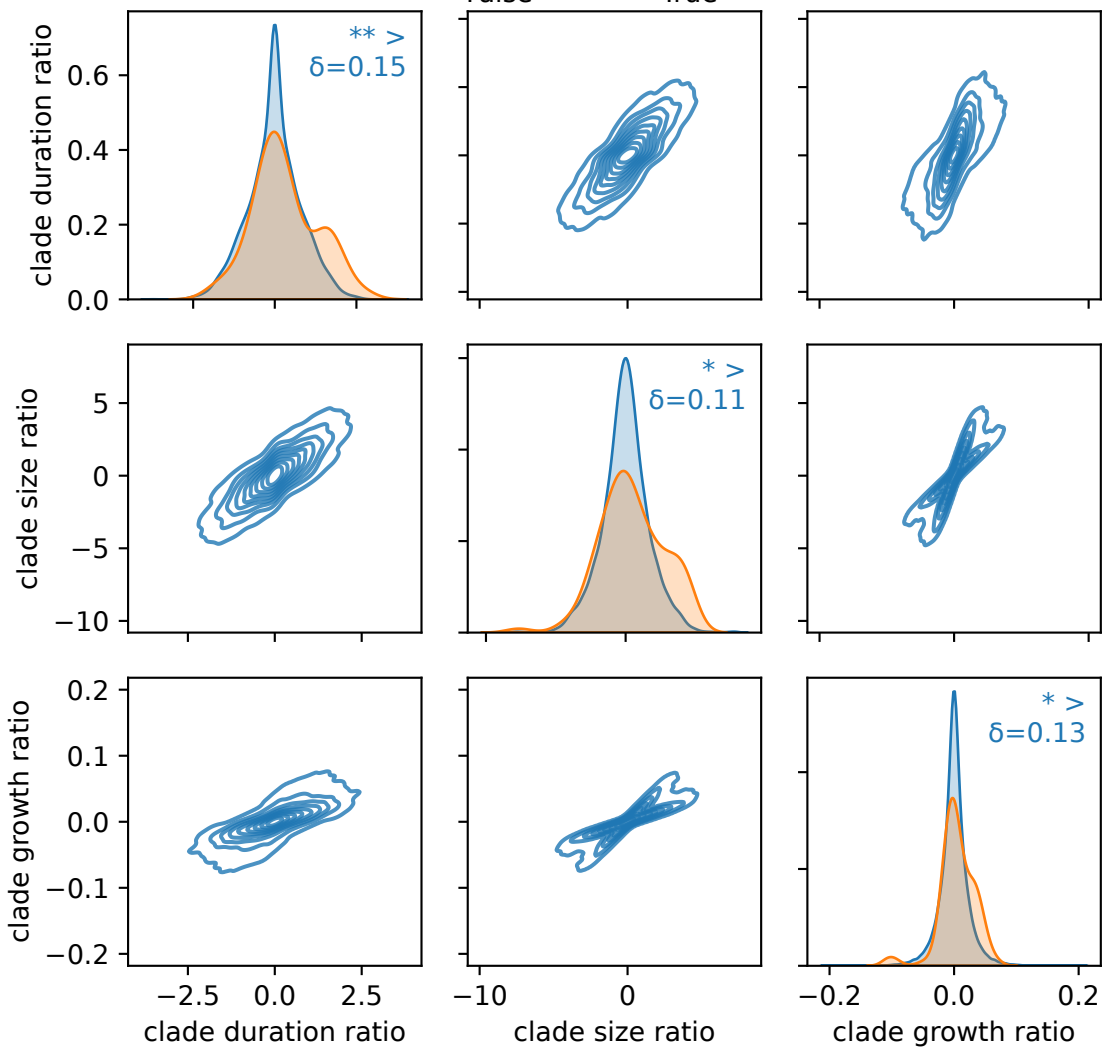 False True
clade duration ratio
0.6
0.4
0.2
0.0
** >
δ=0.15
clade size ratio
5
0
−5
−10
* >
δ=0.11
clade growth ratio
0.2
0.1
0.0
−0.1
−0.2
* >
δ=0.13
−2.5 0.0 2.5
−10 0
−0.2 0.0 0.2
clade duration ratio
clade size ratio
clade growth ratio